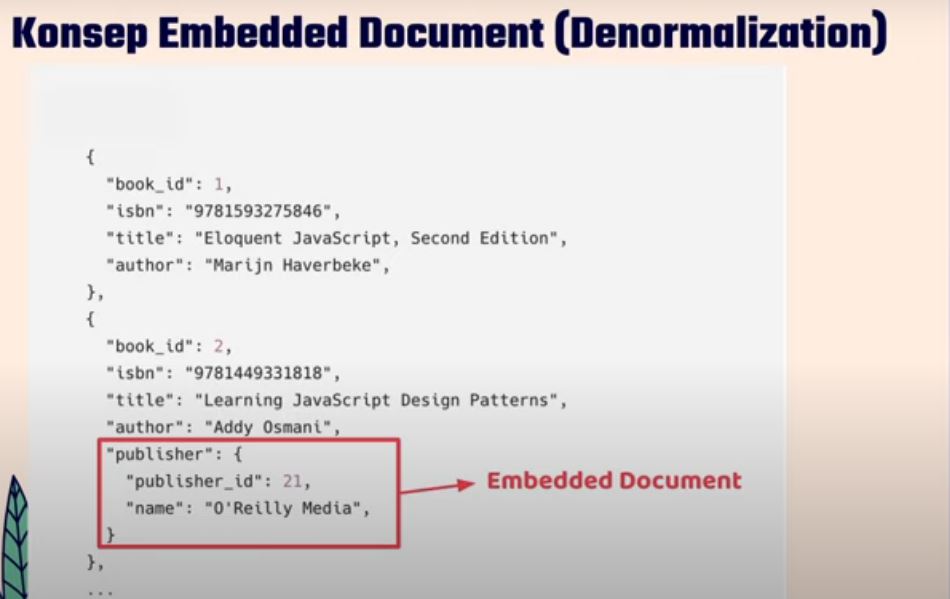 Konsep Embedded Document (Denormalization)
{
"book_id": 1,
"isbn": "9781593275846",
"title": "Eloquent JavaScript, Second Edition",
"author": "Marijn Haverbeke",
},
{
"book_id": 2,
"isbn": "9781449331818",
"title": "Learning JavaScript Design Patterns",
"author": "Addy Osmani",
"publisher": {
"publisher_id": 21,
"name": "O'Reilly Media",
}
Embedded Document
},
...